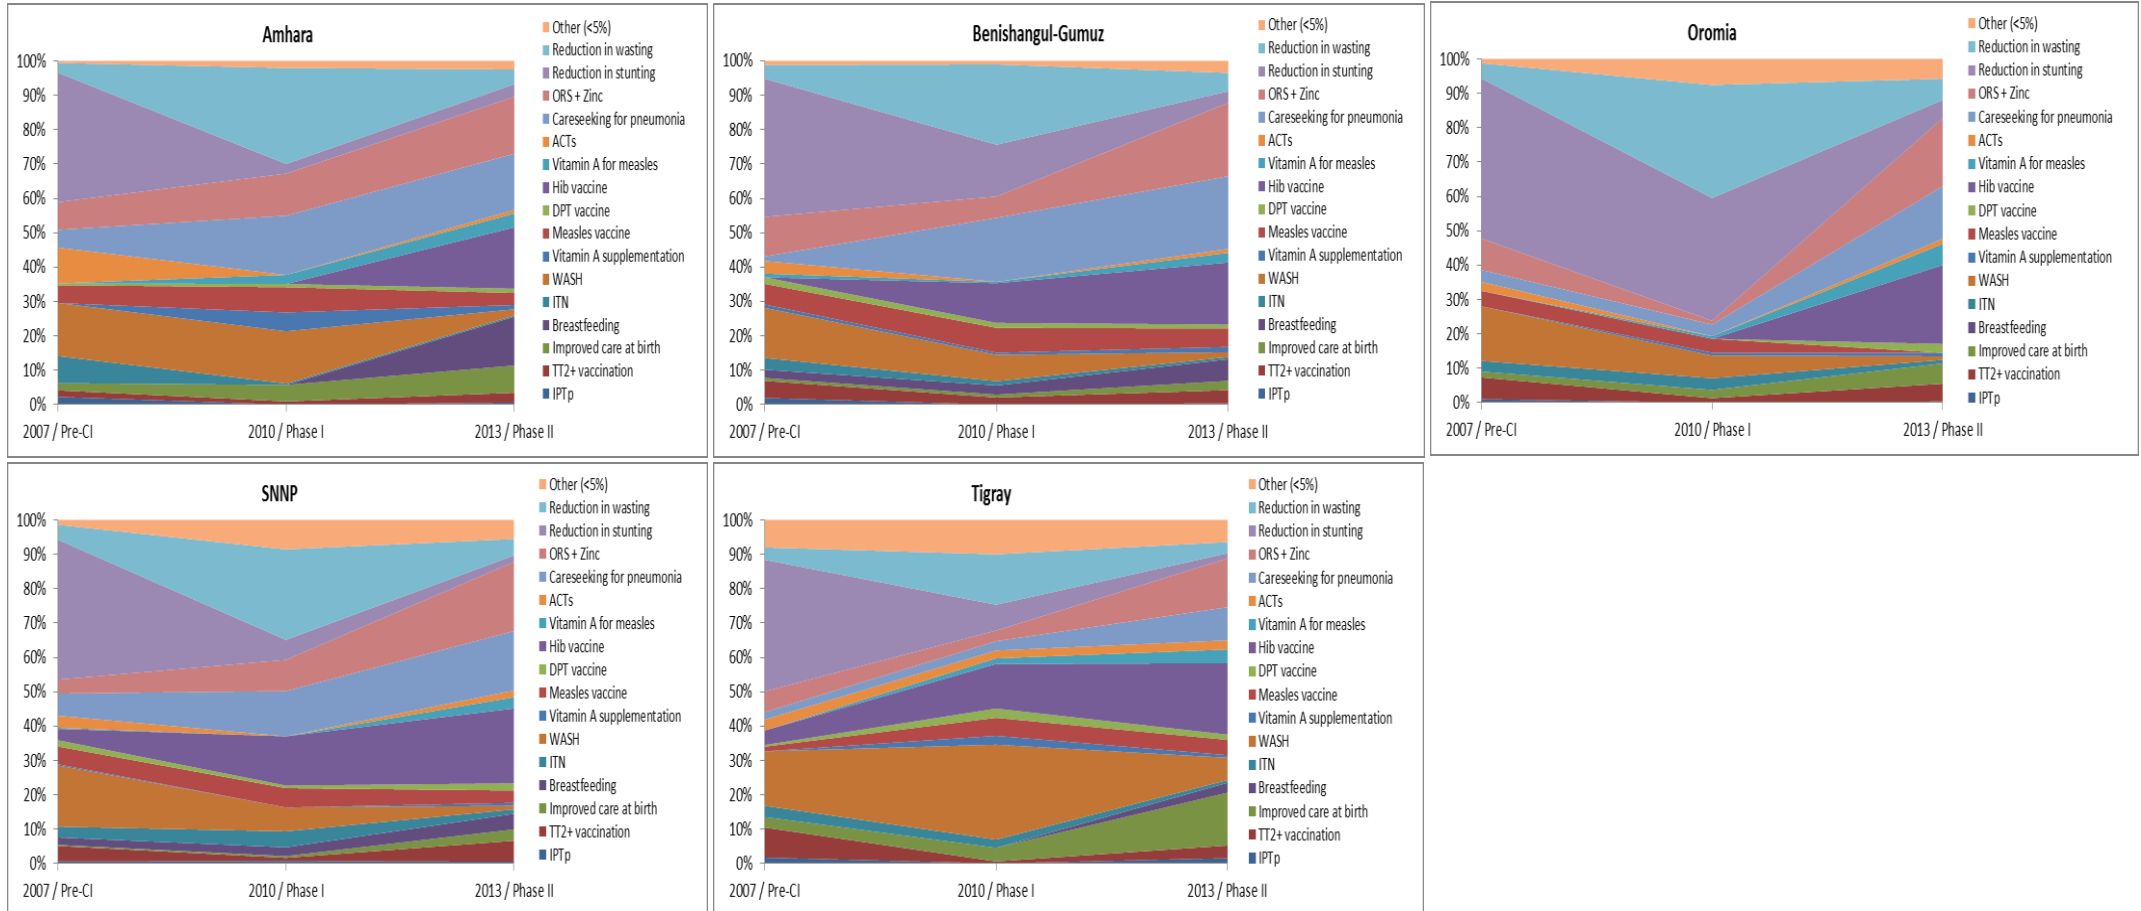 Amhara
100%
90%
80%
70%
60%
50%
40%
30%
20%
10%
0%
2007 / Pre-CI
2010 / Phase I
2013 / Phase II
Other (<5%)
Reduction in wasting
Reduction in stunting
ORS + Zinc
Careseeking for pneumonia
ACTs
Vitamin A for measles
Hib vaccine
DPT vaccine
Measles vaccine
Vitamin A supplementation
WASH
ITN
Breastfeeding
Improved care at birth
TT2+ vaccination
IPTp
Benishangul-Gumuz
100%
90%
80%
70%
60%
50%
40%
30%
20%
10%
0%
2007 / Pre-CI
2010 / Phase I
2013 / Phase II
Other (<5%)
Reduction in wasting
Reduction in stunting
ORS + Zinc
Careseeking for pneumonia
ACTs
Vitamin A for measles
Hib vaccine
DPT vaccine
Measles vaccine
Vitamin A supplementation
WASH
ITN
Breastfeeding
Improved care at birth
TT2+ vaccination
IPTp
Oromia
100%
90%
80%
70%
60%
50%
40%
30%
20%
10%
0%
2007 / Pre-CI
2010 / Phase I
2013 / Phase II
Other (<5%)
Reduction in wasting
Reduction in stunting
ORS + Zinc
Careseeking for pneumonia
ACTs
Vitamin A for measles
Hib vaccine
DPT vaccine
Measles vaccine
Vitamin A supplementation
WASH
ITN
Breastfeeding
Improved care at birth
TT2+ vaccination
IPTp
SNNP
100%
90%
80%
70%
60%
50%
40%
30%
20%
10%
0%
2007 / Pre-CI
2010 / Phase I
2013 / Phase II
Other (<5%)
Reduction in wasting
Reduction in stunting
ORS + Zinc
Careseeking for pneumonia
ACTs
Vitamin A for measles
Hib vaccine
DPT vaccine
Measles vaccine
Vitamin A supplementation
WASH
ITN
Breastfeeding
Improved care at birth
TT2+ vaccination
IPTp
Tigray
100%
90%
80%
70%
60%
50%
40%
30%
20%
10%
0%
2007 / Pre-CI
2010 / Phase I
2013 / Phase II
Other (<5%)
Reduction in wasting
Reduction in stunting
ORS + Zinc
Careseeking for pneumonia
ACTs
Vitamin A for measles
Hib vaccine
DPT vaccine
Measles vaccine
Vitamin A supplementation
WASH
ITN
Breastfeeding
Improved care at birth
TT2+ vaccination
IPTp